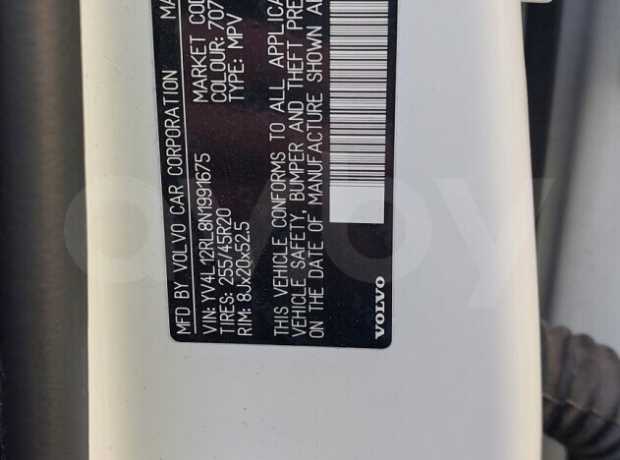 MFD BY VOLVO CAR CORPORATION MA
VIN: YV4L12RL8N1991675 MARKET COD
TIRES: 255/45R20 COLOUR: 707
RIM: 8Jx20x52.5 TYPE: MPV
THIS VEHICLE CONFORMS TO ALL APPLICA
VEHICLE SAFETY, BUMPER AND THEFT PRE
ON THE DATE OF MANUFACTURE SHOWN AB
VOLVO